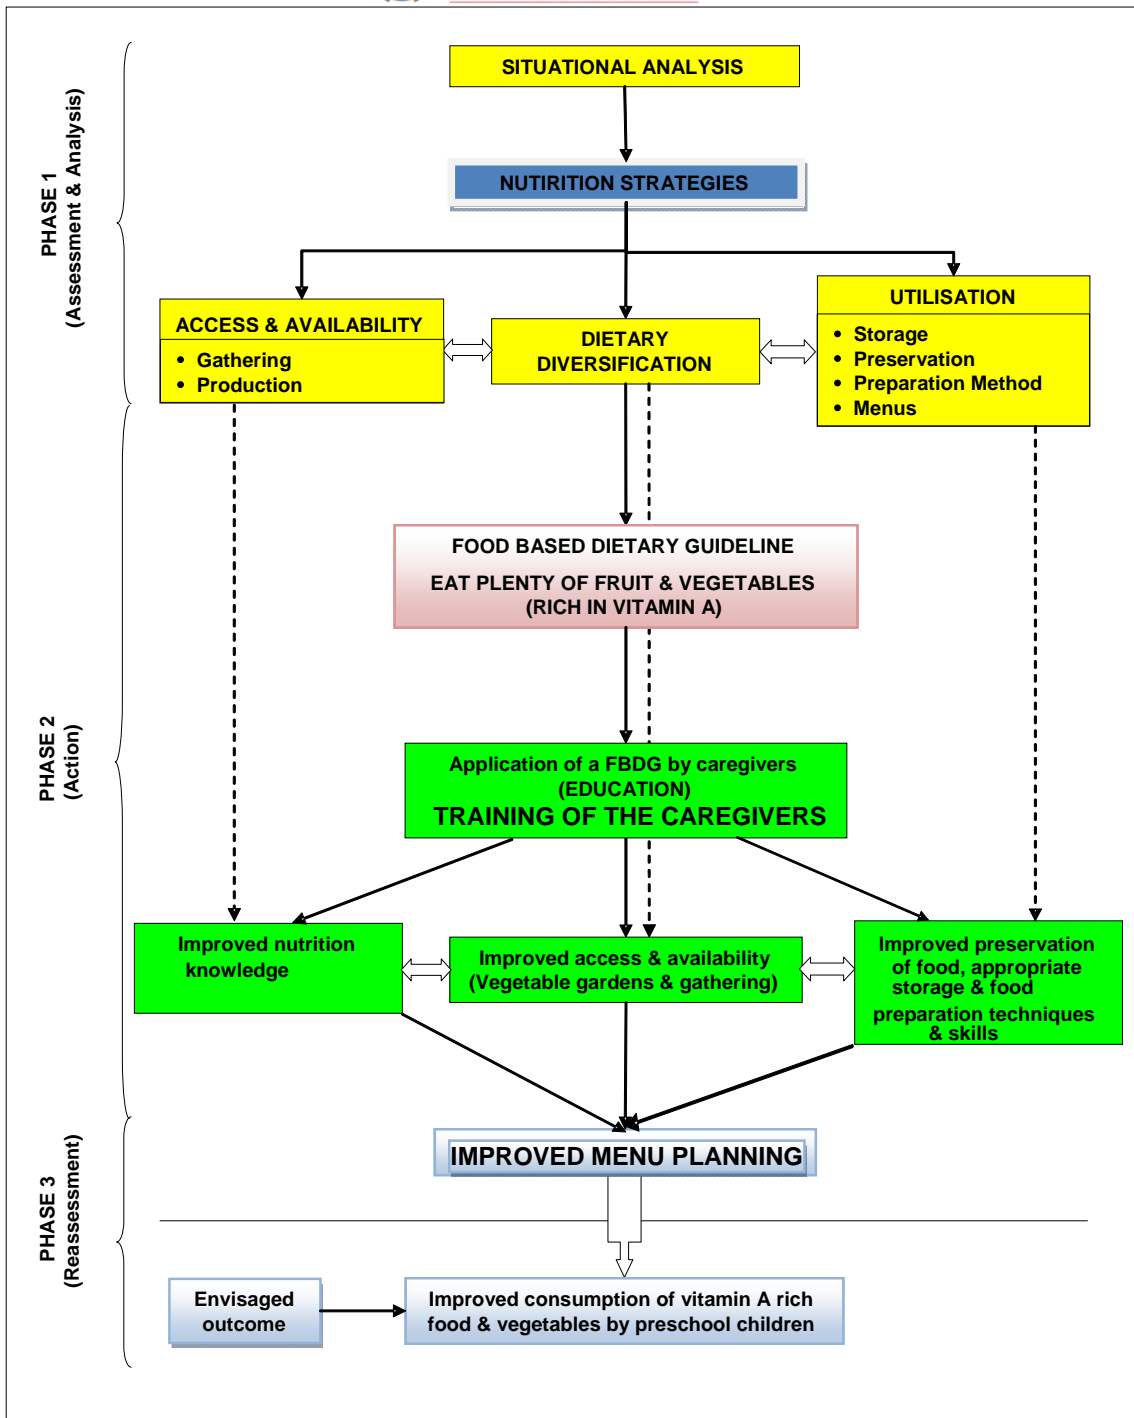 PHASE 1
(Assessment & Analysis)
SITUATIONAL ANALYSIS
NUTIRITION STRATEGIES
ACCESS & AVAILABILITY
• Gathering
• Production
DIETARY
DIVERSIFICATION
UTILISATION
• Storage
• Preservation
• Preparation Method
• Menus
PHASE 2
(Action)
FOOD BASED DIETARY GUIDELINE
EAT PLENTY OF FRUIT & VEGETABLES
(RICH IN VITAMIN A)
Application of a FBDG by caregivers
(EDUCATION)
TRAINING OF THE CAREGIVERS
Improved nutrition
knowledge
Improved access & availability
(Vegetable gardens & gathering)
Improved preservation
of food, appropriate
storage & food
preparation techniques
& skills
PHASE 3
(Reassessment)
IMPROVED MENU PLANNING
Envisaged
outcome
Improved consumption of vitamin A rich
food & vegetables by preschool children